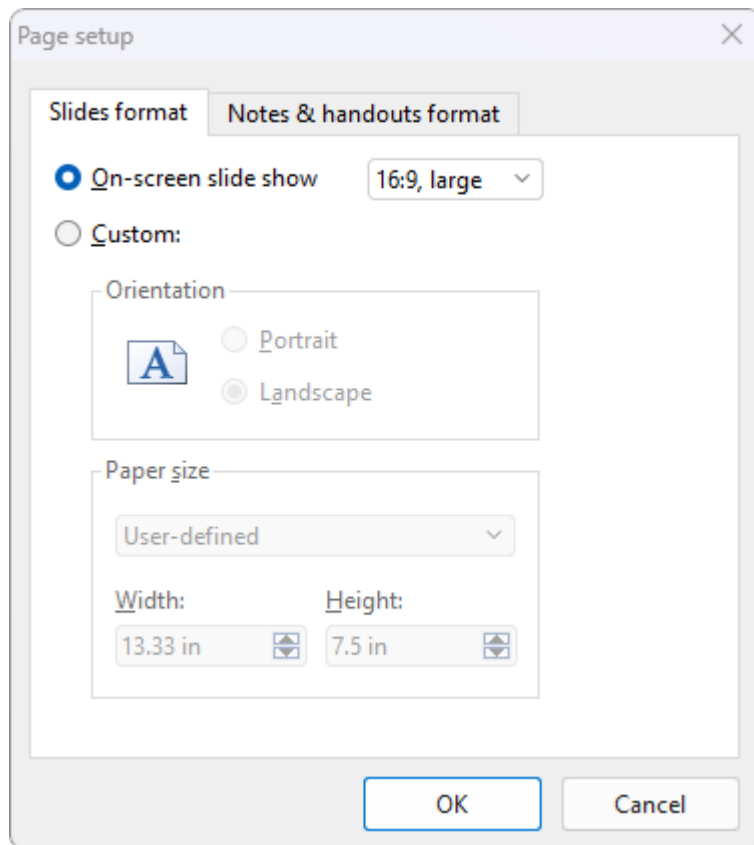 Page setup
Slides format Notes & handouts format
On-screen slide show 16:9, large
Custom:
Orientation
A
Portrait
Landscape
Paper size
User-defined
Width: Height:
13.33 in 7.5 in
OK Cancel